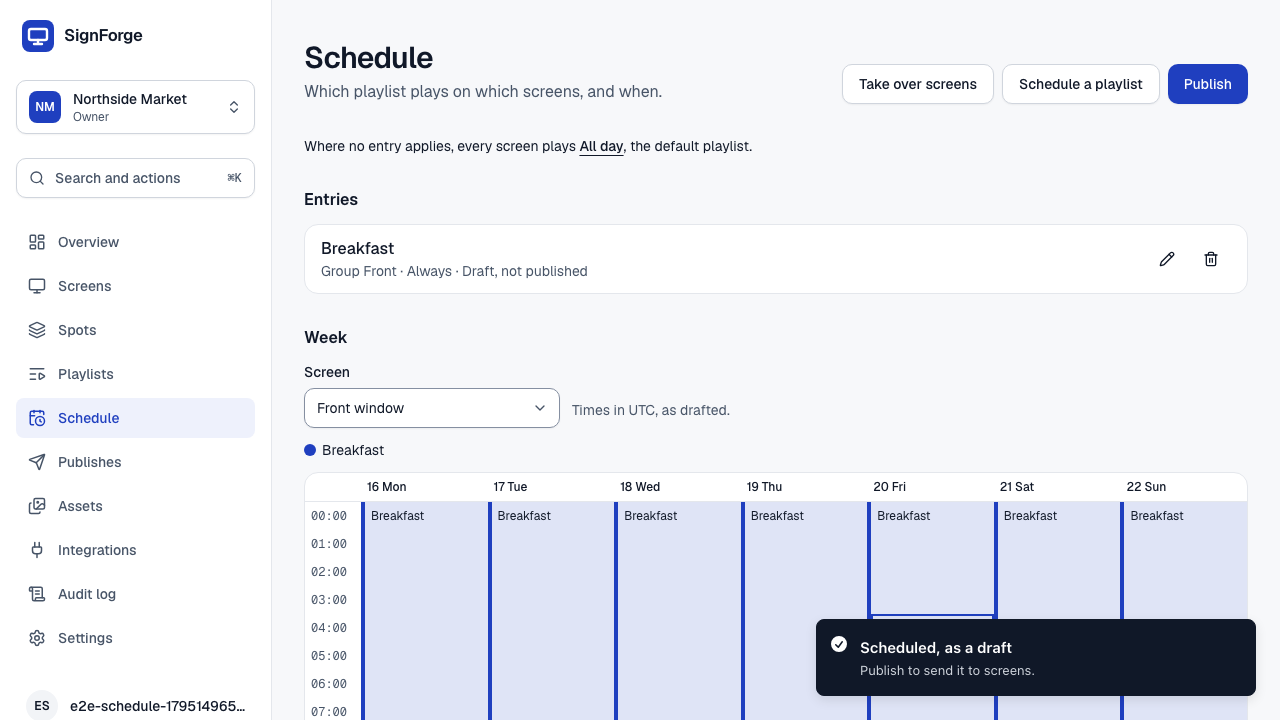 SignForge
NM
Northside Market
Owner
Search and actions
⌘K
Overview
Screens
Spots
Playlists
Schedule
Publishes
Assets
Integrations
Audit log
Settings
ES
e2e-schedule-179514965…
Schedule
Which playlist plays on which screens, and when.
Take over screens
Schedule a playlist
Publish
Where no entry applies, every screen plays All day, the default playlist.
Entries
Breakfast
Group Front · Always · Draft, not published
Week
Screen
Front window
Times in UTC, as drafted.
Breakfast
16 Mon 17 Tue 18 Wed 19 Thu 20 Fri 21 Sat 22 Sun
00:00 Breakfast Breakfast Breakfast Breakfast Breakfast Breakfast Breakfast
01:00
02:00
03:00
04:00
05:00
06:00
07:00
Scheduled, as a draft
Publish to send it to screens.